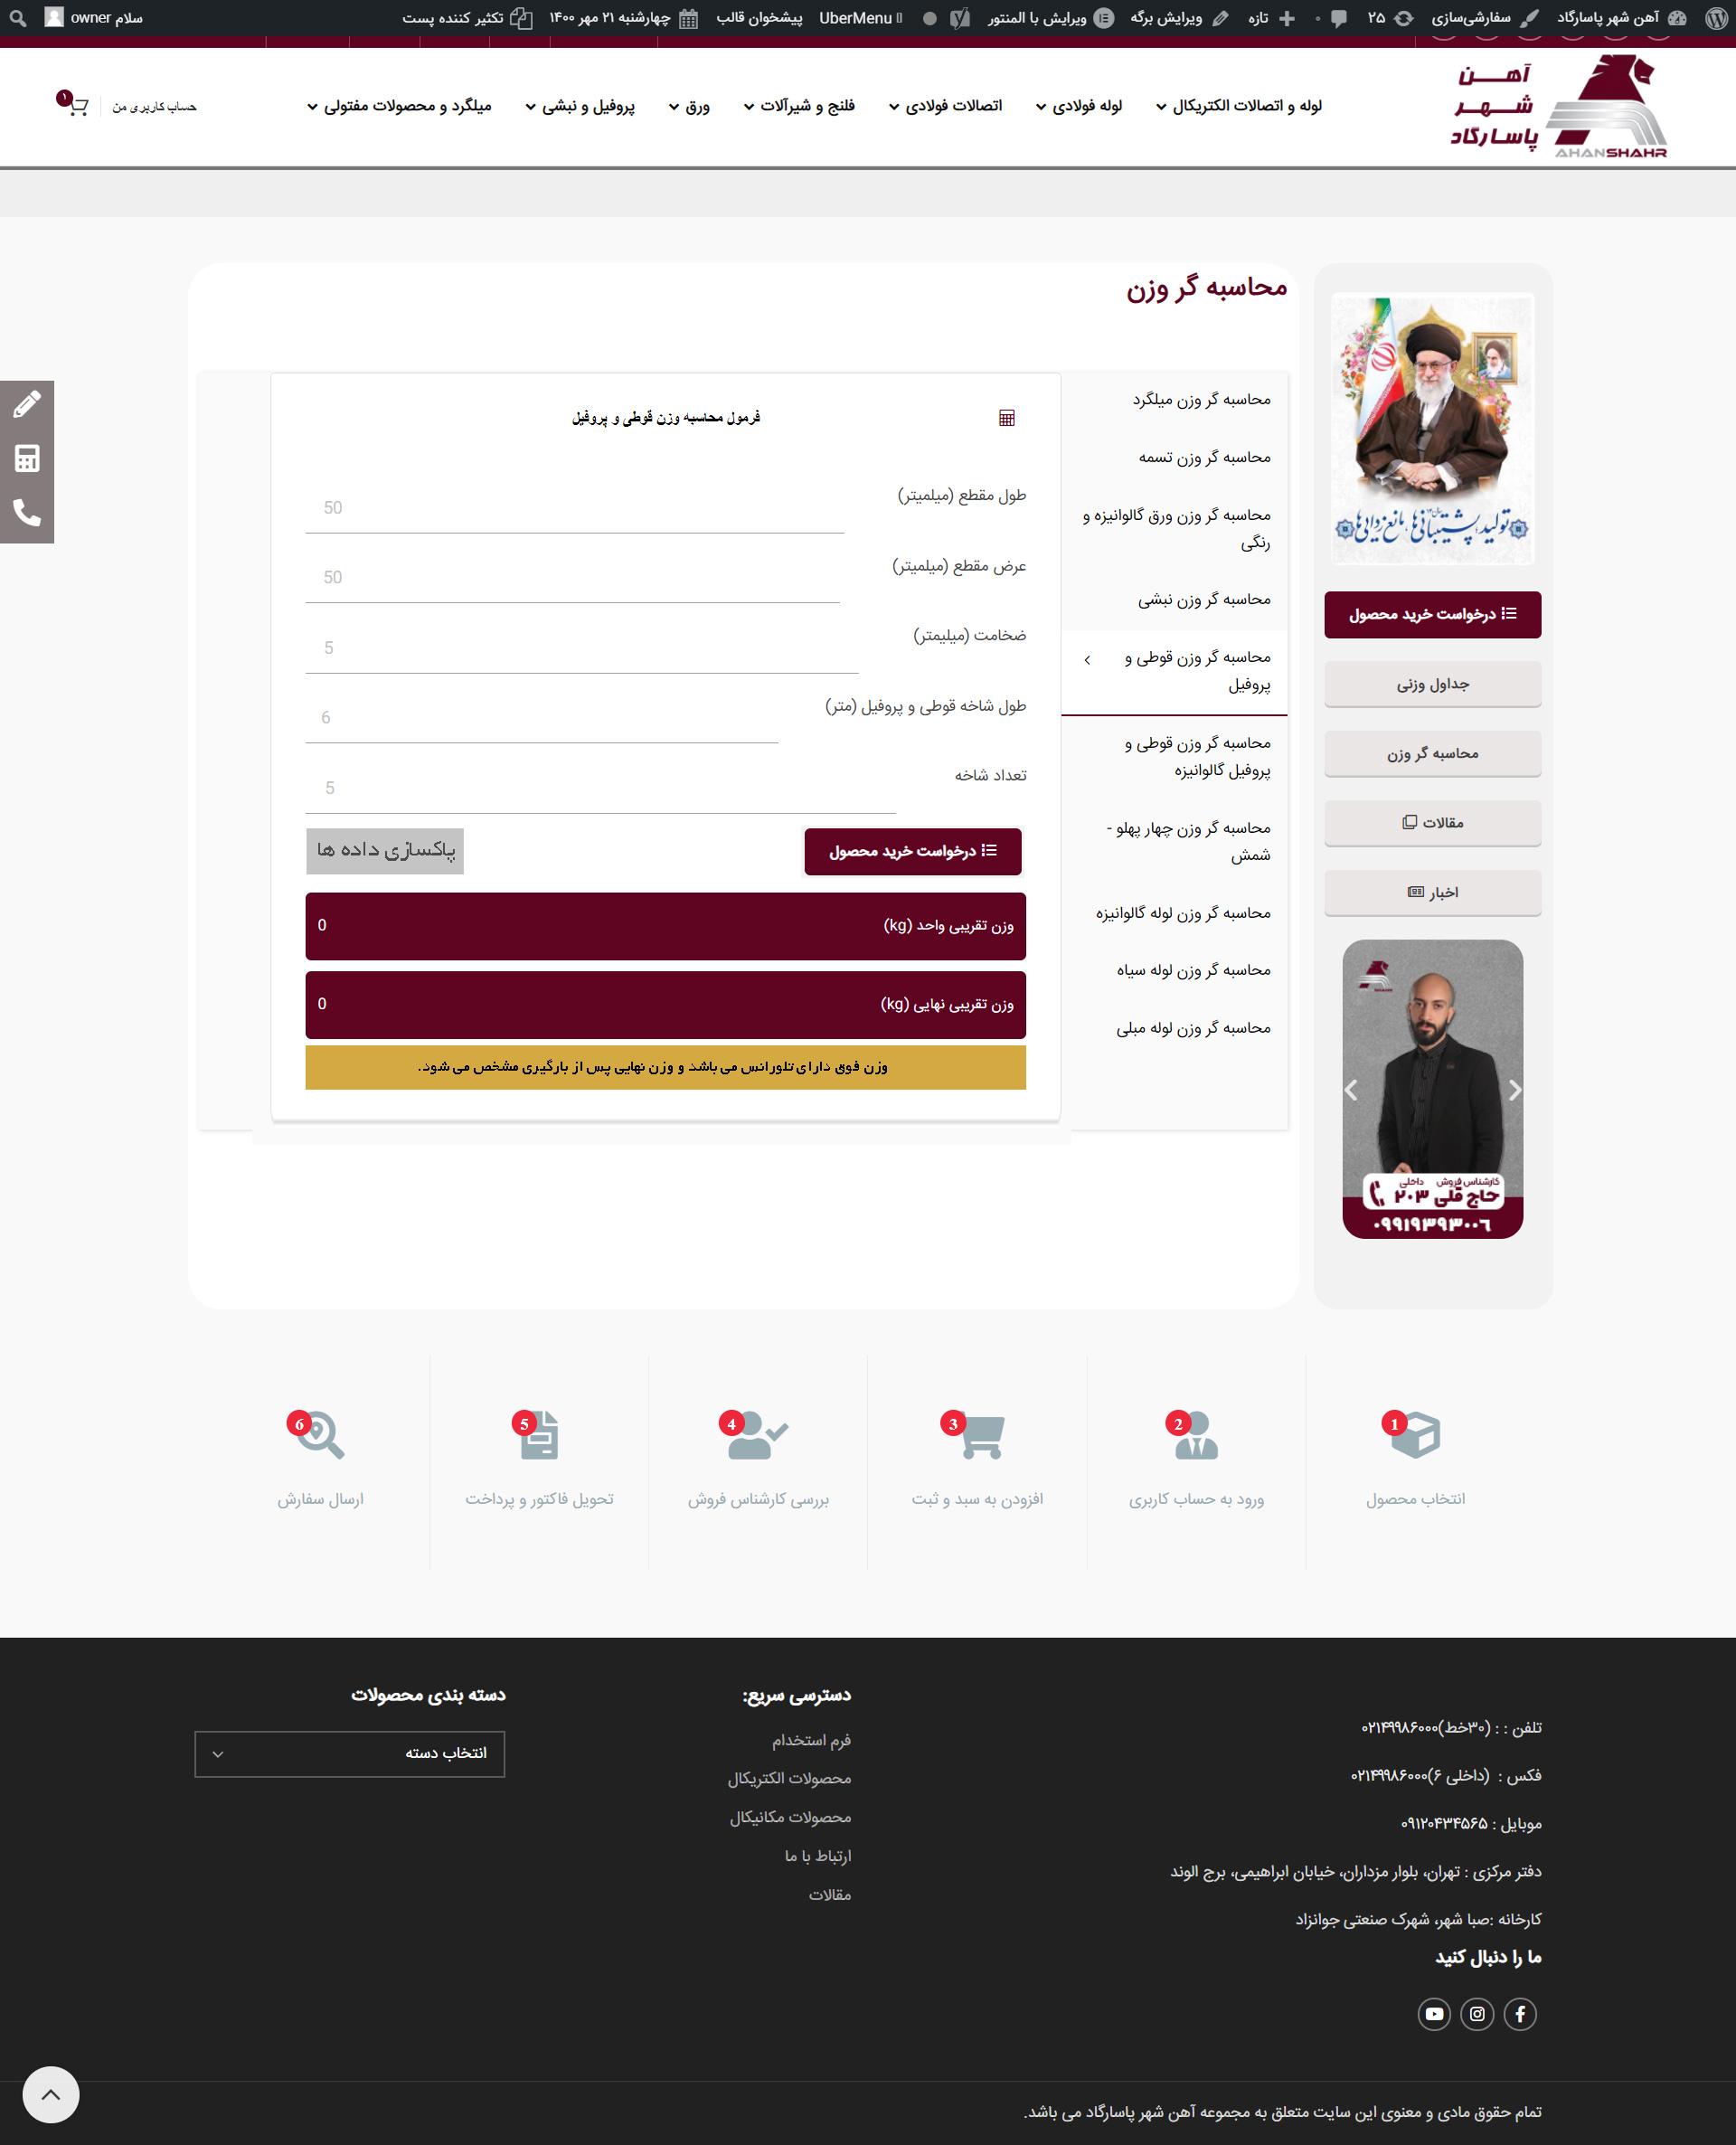 آهن شهر پاسارگاد
سفارشی‌سازی
۲۵
۰
تازه
ویرایش برگه
ویرایش با المنتور
UberMenu
پیشخوان قالب
چهارشنبه ۲۱ مهر ۱۴۰۰
تکثیر کننده پست
سلام owner
آهن
شهر
پاسارگاد
AHANSHAHR
لوله و اتصالات الکتریکال
لوله فولادی
اتصالات فولادی
فلنج و شیرآلات
ورق
پروفیل و نبشی
میلگرد و محصولات مفتولی
حساب کاربری من
۱
تولید، پشتیبانی‌ها، مانع‌زدایی‌ها
درخواست خرید محصول
جداول وزنی
محاسبه گر وزن
مقالات
اخبار
کارشناس فروش داخلی
حاج قلی ۲۰۳
۰۹۹۱۹۳۹۳۰۰۶
محاسبه گر وزن
محاسبه گر وزن میلگرد
محاسبه گر وزن تسمه
محاسبه گر وزن ورق گالوانیزه و
رنگی
محاسبه گر وزن نبشی
محاسبه گر وزن قوطی و
پروفیل
محاسبه گر وزن قوطی و
پروفیل گالوانیزه
محاسبه گر وزن چهار پهلو -
شمش
محاسبه گر وزن لوله گالوانیزه
محاسبه گر وزن لوله سیاه
محاسبه گر وزن لوله مبلی
فرمول محاسبه وزن قوطی و پروفیل
طول مقطع (میلمیتر)
50
عرض مقطع (میلمیتر)
50
ضخامت (میلیمتر)
5
طول شاخه قوطی و پروفیل (متر)
6
تعداد شاخه
5
درخواست خرید محصول
پاکسازی داده ها
وزن تقریبی واحد (kg)
0
وزن تقریبی نهایی (kg)
0
وزن فوق دارای تلورانس می باشد و وزن نهایی پس از بارگیری مشخص می شود.
1
انتخاب محصول
2
ورود به حساب کاربری
3
افزودن به سبد و ثبت
4
بررسی کارشناس فروش
5
تحویل فاکتور و پرداخت
6
ارسال سفارش
تلفن : : (۳۰خط)۰۲۱۴۹۹۸۶۰۰۰
فکس : (داخلی ۶)۰۲۱۴۹۹۸۶۰۰۰
موبایل : ۰۹۱۲۰۴۳۴۵۶۵
دفتر مرکزی : تهران، بلوار مزداران، خیابان ابراهیمی، برج الوند
کارخانه :صبا شهر، شهرک صنعتی جوانزاد
ما را دنبال کنید
دسترسی سریع:
فرم استخدام
محصولات الکتریکال
محصولات مکانیکال
ارتباط با ما
مقالات
دسته بندی محصولات
انتخاب دسته
تمام حقوق مادی و معنوی این سایت متعلق به مجموعه آهن شهر پاسارگاد می باشد.